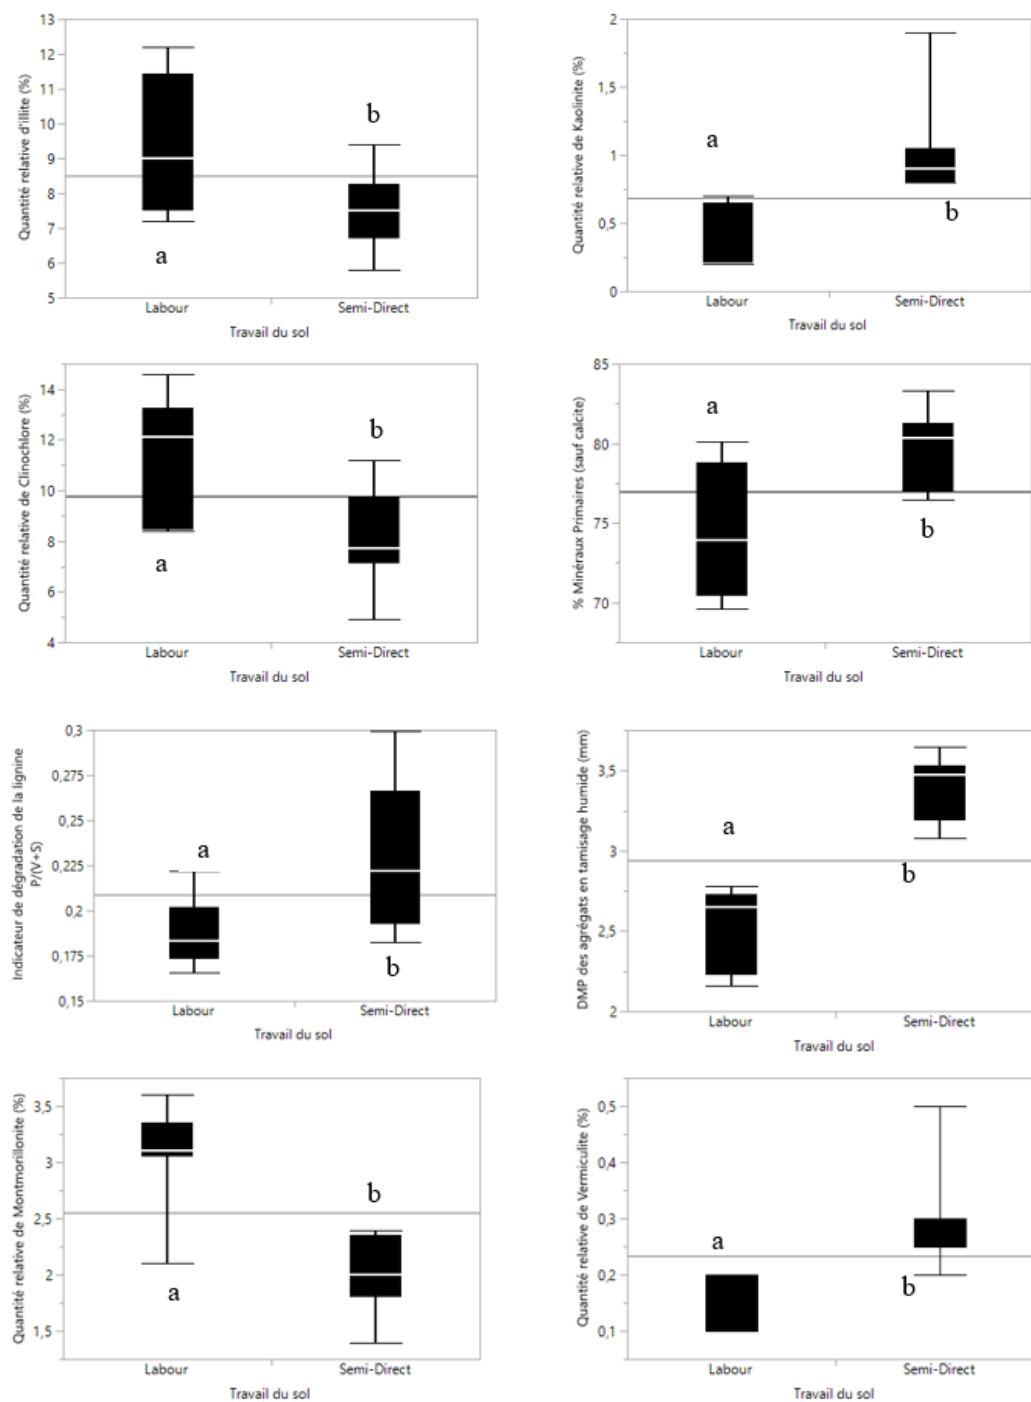 Quantité relative d'illite (%)
13
12
11
10
9
8
7
6
5
a
b
Labour
Semi-Direct
Travail du sol
Quantité relative de Kaolinite (%)
2
1,5
1
0,5
0
a
b
Labour
Semi-Direct
Travail du sol
Quantité relative de Clinochlore (%)
14
12
10
8
6
4
a
b
Labour
Semi-Direct
Travail du sol
% Minéraux Primaires (sauf calcite)
85
80
75
70
a
b
Labour
Semi-Direct
Travail du sol
Indicateur de dégradation de la lignine
P/(V+S)
0,3
0,275
0,25
0,225
0,2
0,175
0,15
a
b
Labour
Semi-Direct
Travail du sol
DMP des agrégats en tamisage humide (mm)
3,5
3
2,5
2
a
b
Labour
Semi-Direct
Travail du sol
Quantité relative de Montmorillonite (%)
3,5
3
2,5
2
1,5
a
b
Labour
Semi-Direct
Travail du sol
Quantité relative de Vermiculite (%)
0,5
0,4
0,3
0,2
0,1
a
b
Labour
Semi-Direct
Travail du sol